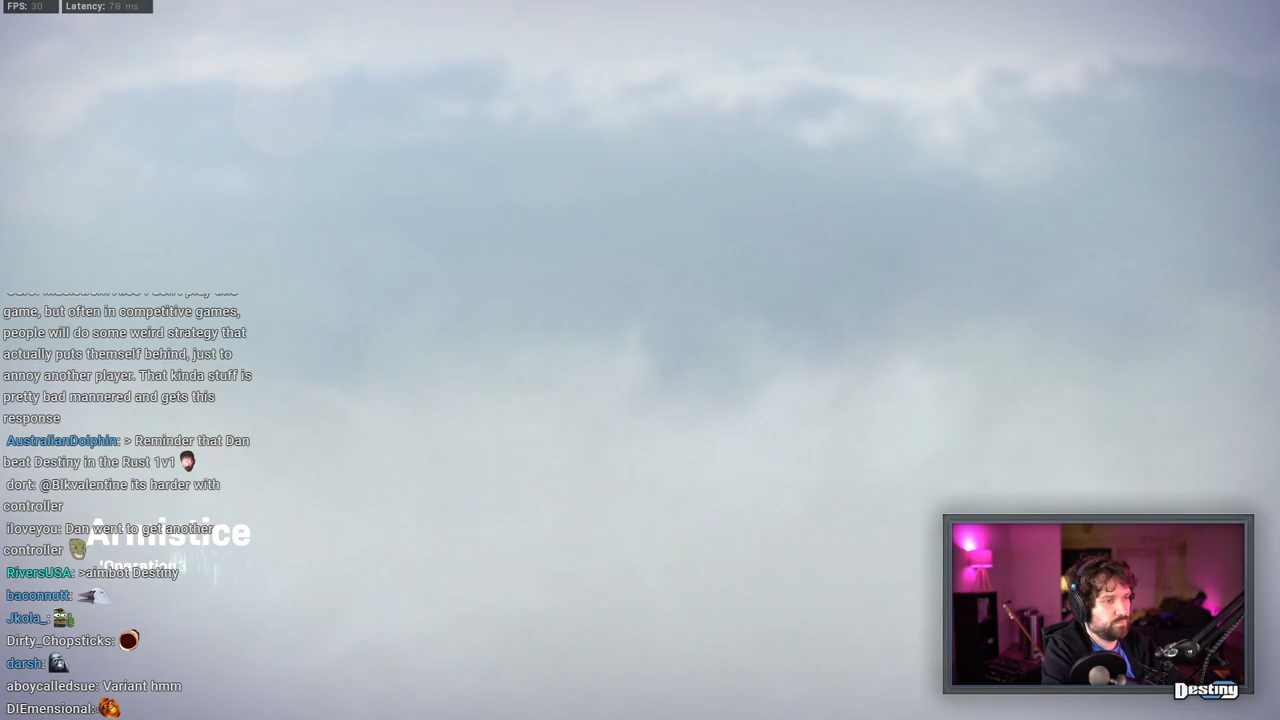 FPS: 30 Latency: 78 ms
game, but often in competitive games,
people will do some weird strategy that
actually puts themself behind, just to
annoy another player. That kinda stuff is
pretty bad mannered and gets this
response
AustralianDolphin: > Reminder that Dan
beat Destiny in the Rust 1v1
dort: @Blkvalentine its harder with
controller
iloveyou: Dan went to get another
controller
Armistice
'Operation
RiversUSA: >aimbot Destiny
baconnutt:
Jkola_:
Dirty_Chopsticks:
darsh:
aboycalledsue: Variant hmm
DIEmensional:
Destiny